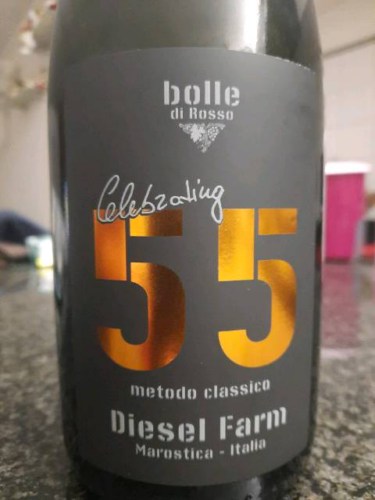 bolle
di Rosso
Celebrating
55
metodo classico
Diesel Farm
Marostica - Italia